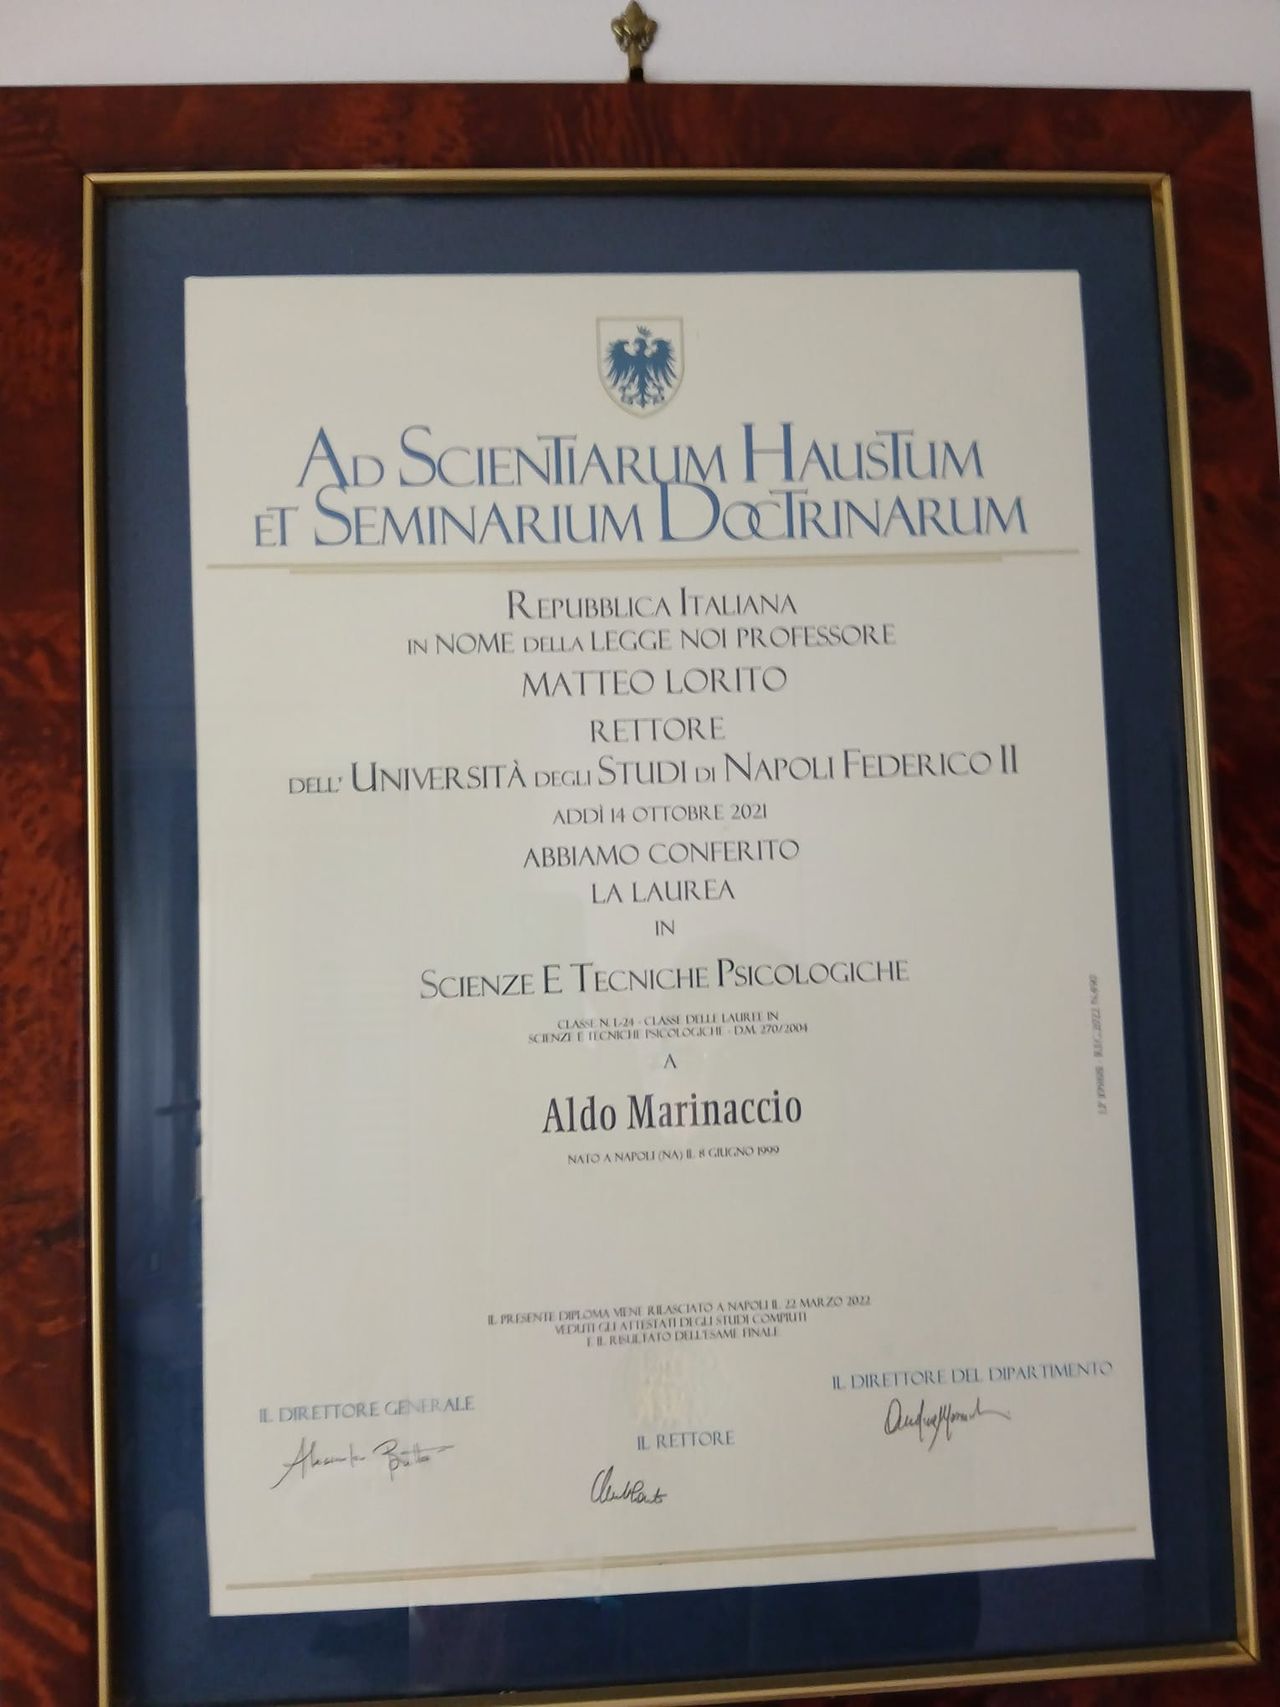 AD SCIENTIARUM HAUSTUM
ET SEMINARIUM DOCTRINARUM
REPUBBLICA ITALIANA
IN NOME DELLA LEGGE NOI PROFESSORE
MATTEO LORITO
RETTORE
DELL' UNIVERSITÀ DEGLI STUDI DI NAPOLI FEDERICO II
ADDÌ 14 OTTOBRE 2021
ABBIAMO CONFERITO
LA LAUREA
IN
SCIENZE E TECNICHE PSICOLOGICHE
CLASSE N. L-24 - CLASSE DELLE LAUREE IN
SCIENZE E TECNICHE PSICOLOGICHE - D.M. 270/2004
A
Aldo Marinaccio
NATO A NAPOLI (NA) IL 8 GIUGNO 1999
IL PRESENTE DIPLOMA VIENE RILASCIATO A NAPOLI IL 22 MARZO 2022
VEDUTI GLI ATTESTATI DEGLI STUDI COMPIUTI
E IL RISULTATO DELL'ESAME FINALE
IL DIRETTORE GENERALE
IL RETTORE
IL DIRETTORE DEL DIPARTIMENTO